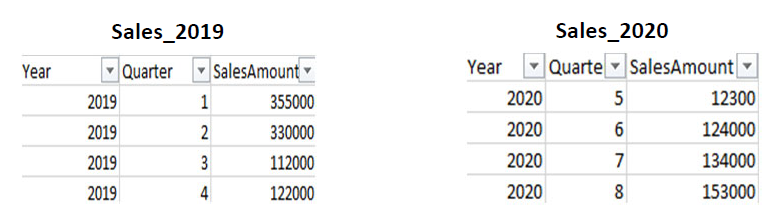 Sales_2019
Year Quarter SalesAmount
2019 1 355000
2019 2 330000
2019 3 112000
2019 4 122000
Sales_2020
Year Quarte SalesAmount
2020 5 12300
2020 6 124000
2020 7 134000
2020 8 153000